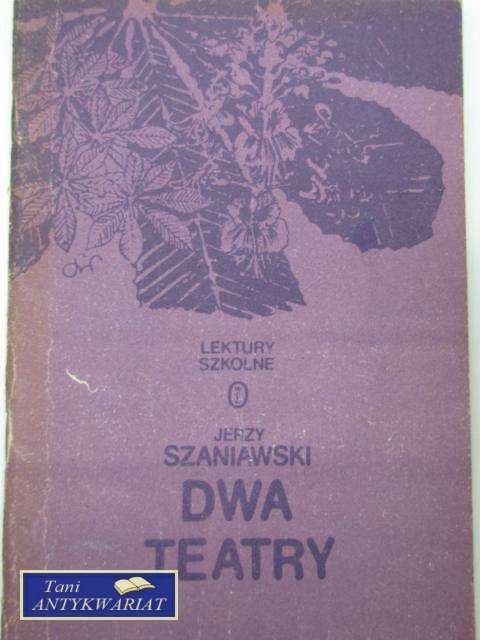 LEKTURY
SZKOLNE
JERZY
SZANIAWSKI
DWA
TEATRY
Tani
ANTYKWARIAT